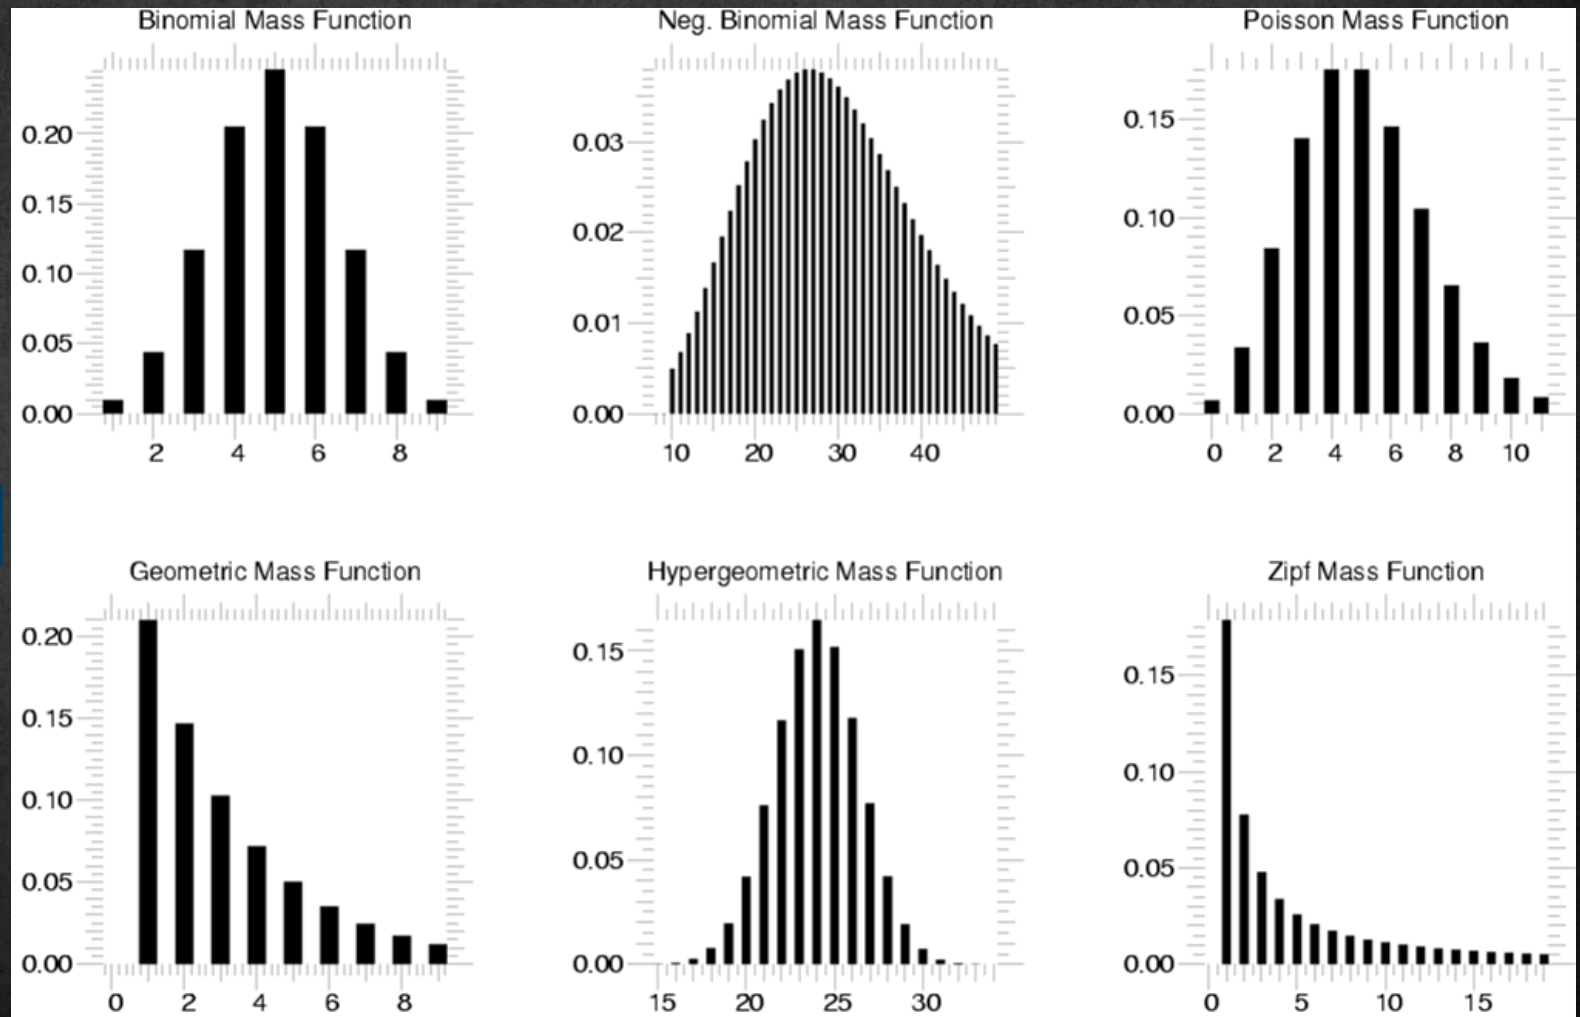 Binomial Mass Function
0.20
0.15
0.10
0.05
0.00
2 4 6 8
Neg. Binomial Mass Function
0.03
0.02
0.01
0.00
10 20 30 40
Poisson Mass Function
0.15
0.10
0.05
0.00
0 2 4 6 8 10
Geometric Mass Function
0.20
0.15
0.10
0.05
0.00
0 2 4 6 8
Hypergeometric Mass Function
0.15
0.10
0.05
0.00
15 20 25 30
Zipf Mass Function
0.15
0.10
0.05
0.00
0 5 10 15